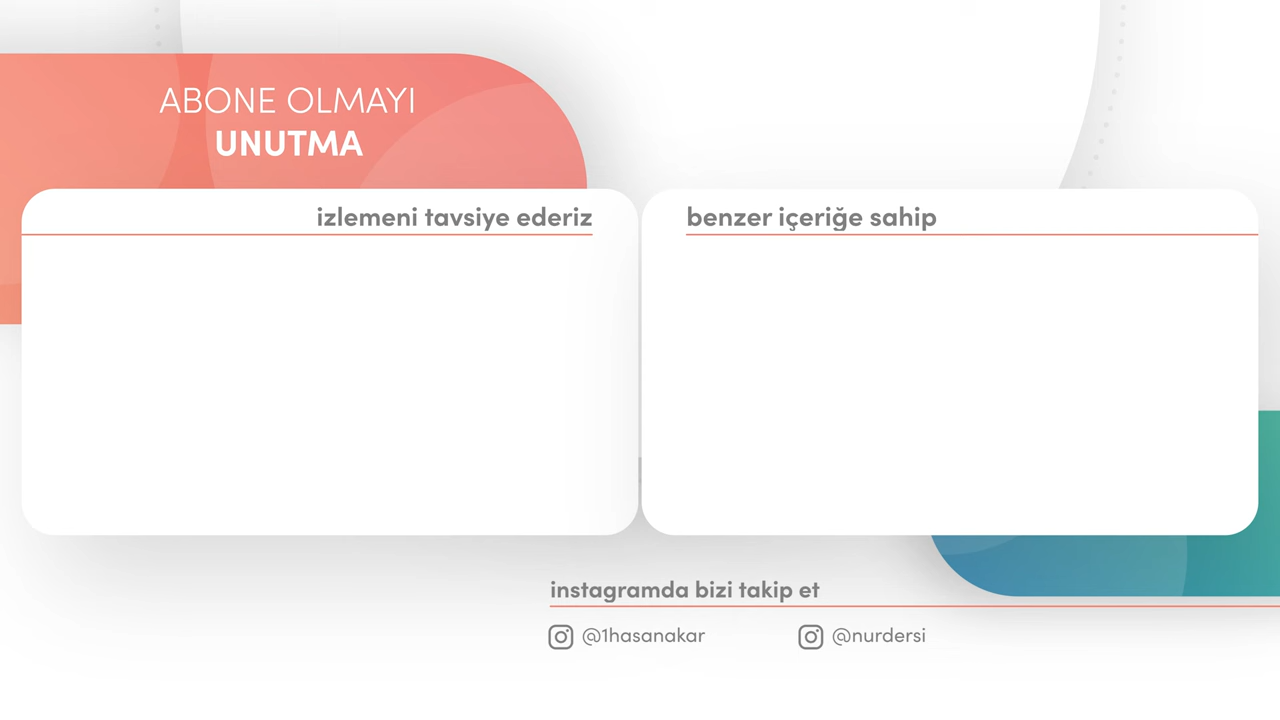 ABONE OLMAYI
UNUTMA
izlemeni tavsiye ederiz
benzer içeriğe sahip
instagramda bizi takip et
@1hasanakar
@nurdersi